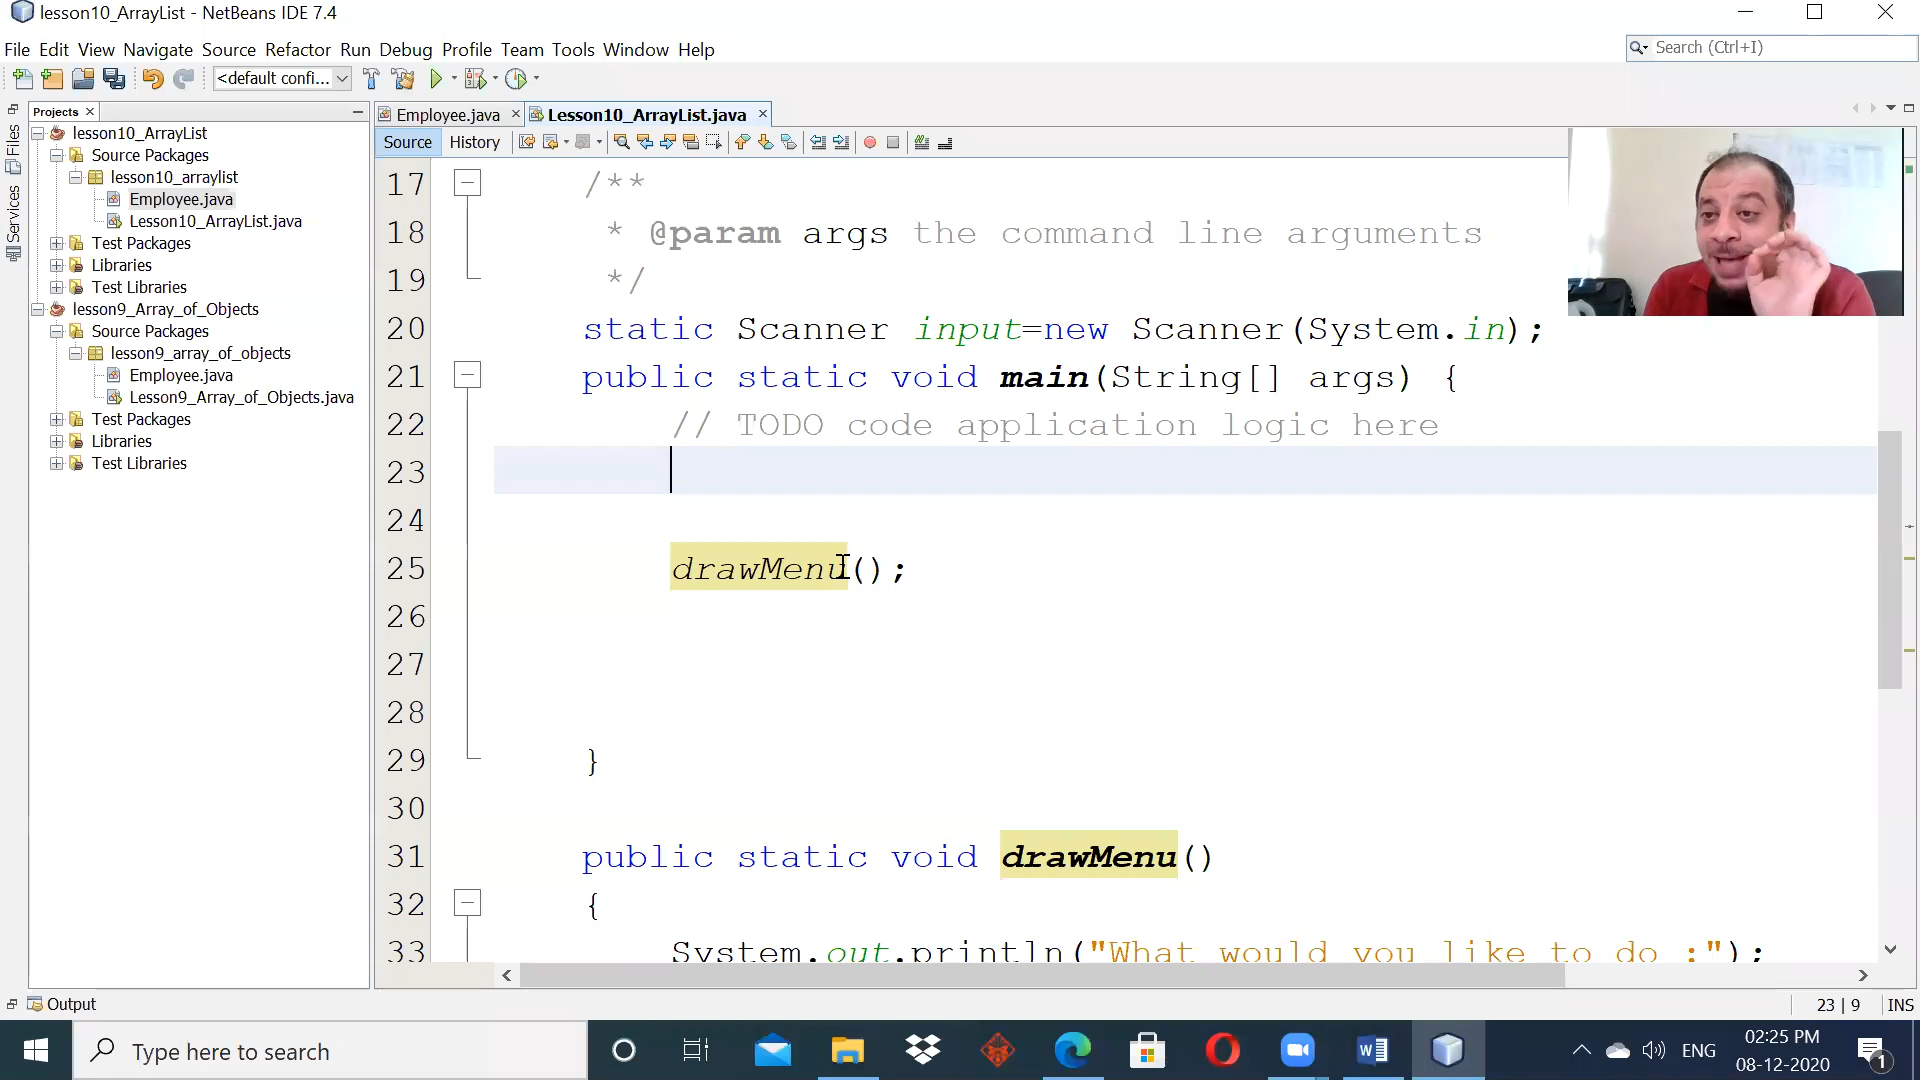 lesson10_ArrayList - NetBeans IDE 7.4
File Edit View Navigate Source Refactor Run Debug Profile Team Tools Window Help
Search (Ctrl+I)
<default confi...
Files
Services
Projects
lesson10_ArrayList
Source Packages
lesson10_arraylist
Employee.java
Lesson10_ArrayList.java
Test Packages
Libraries
Test Libraries
lesson9_Array_of_Objects
Source Packages
lesson9_array_of_objects
Employee.java
Lesson9_Array_of_Objects.java
Test Packages
Libraries
Test Libraries
Employee.java Lesson10_ArrayList.java
Source History
17 /**
18 * @param args the command line arguments
19 */
20 static Scanner input=new Scanner(System.in);
21 public static void main(String[] args) {
22 // TODO code application logic here
23
24
25 drawMenu();
26
27
28
29 }
30
31 public static void drawMenu()
32 {
33 System.out.println("What would you like to do :");
Output
23 | 9 INS
Type here to search
ENG
02:25 PM
08-12-2020
1